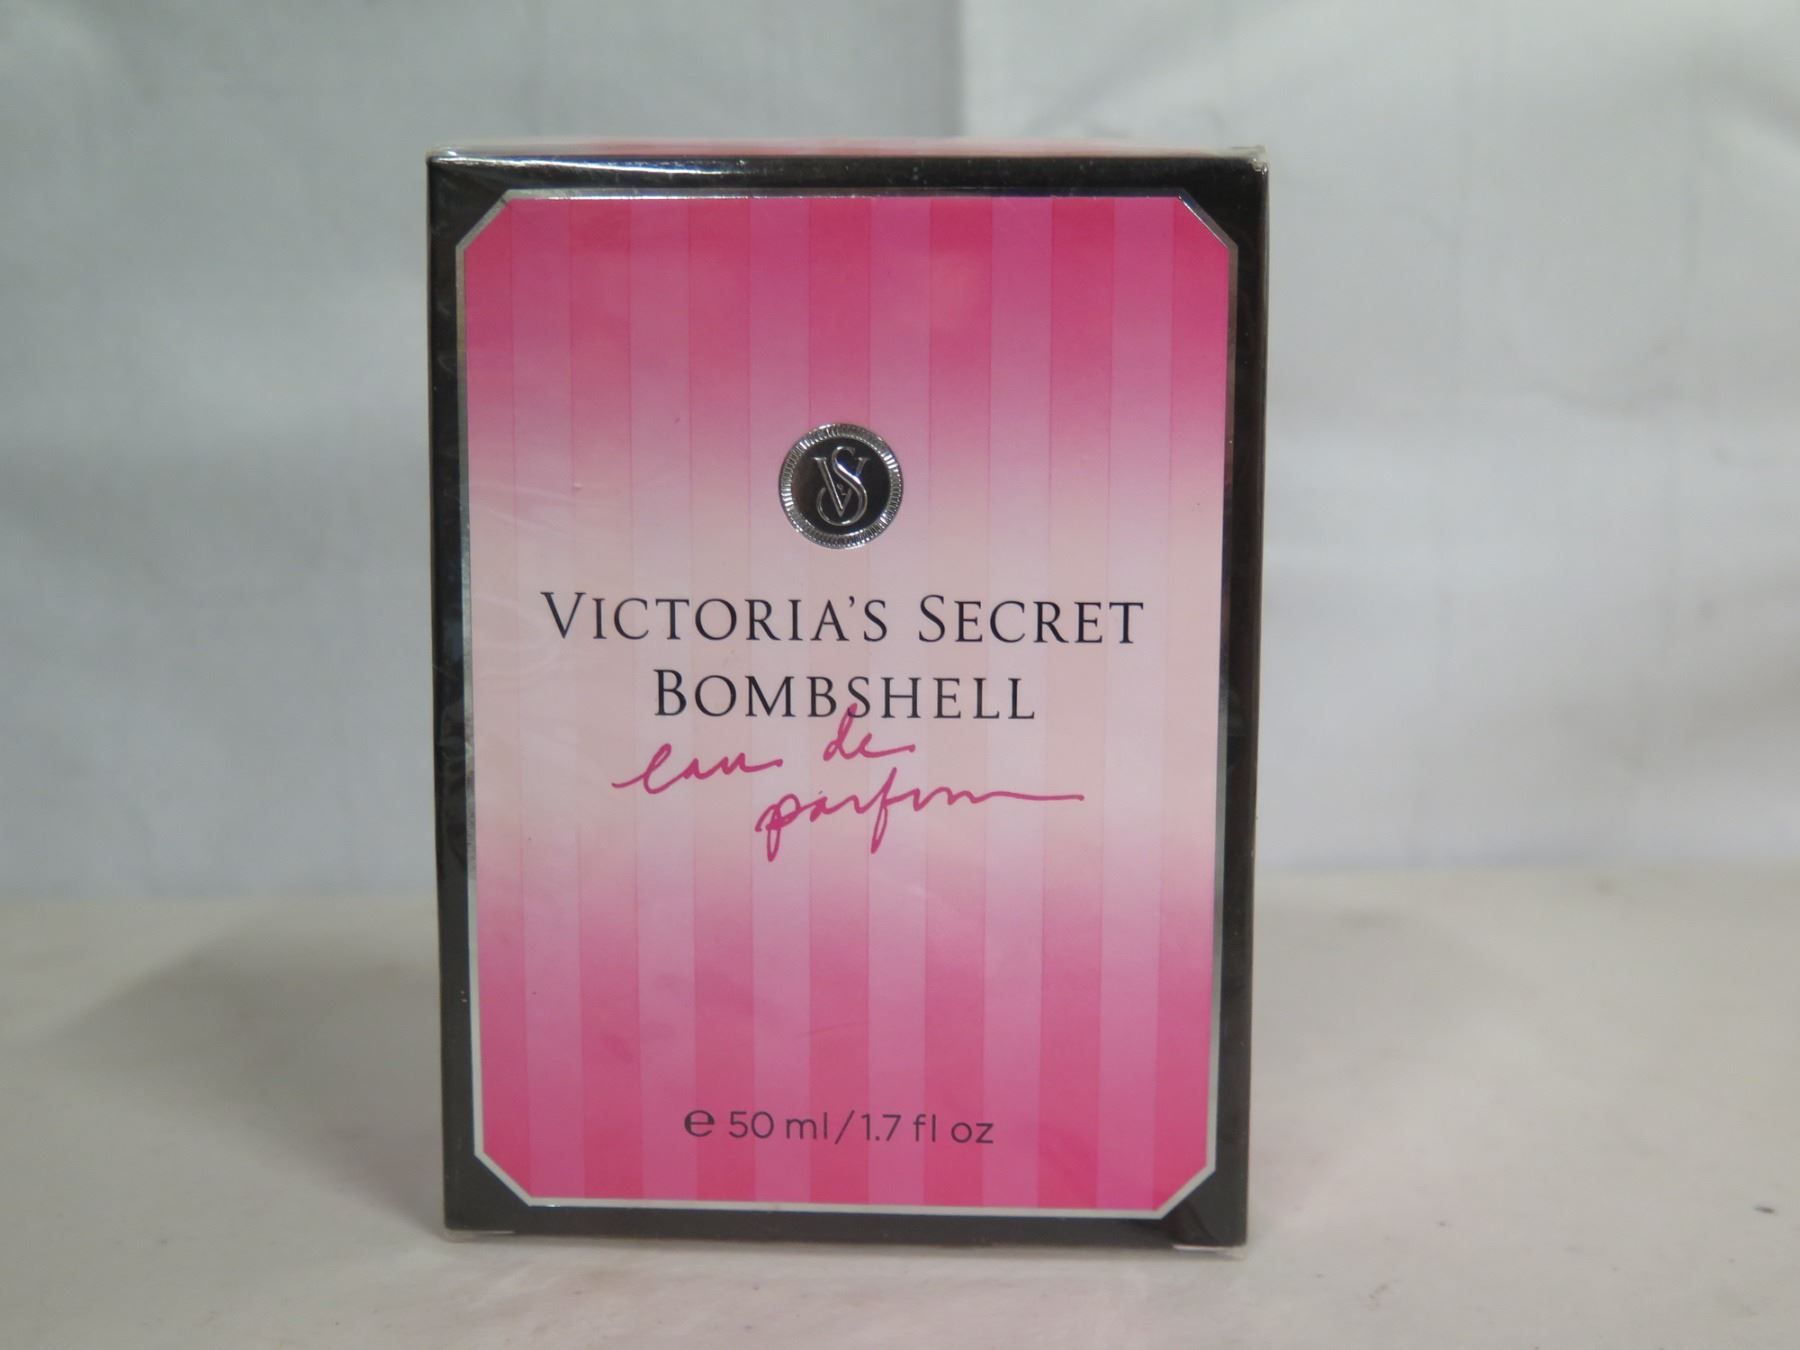 VS
VICTORIA'S SECRET
BOMBSHELL
eau de
parfum
e 50 ml/1.7 fl oz